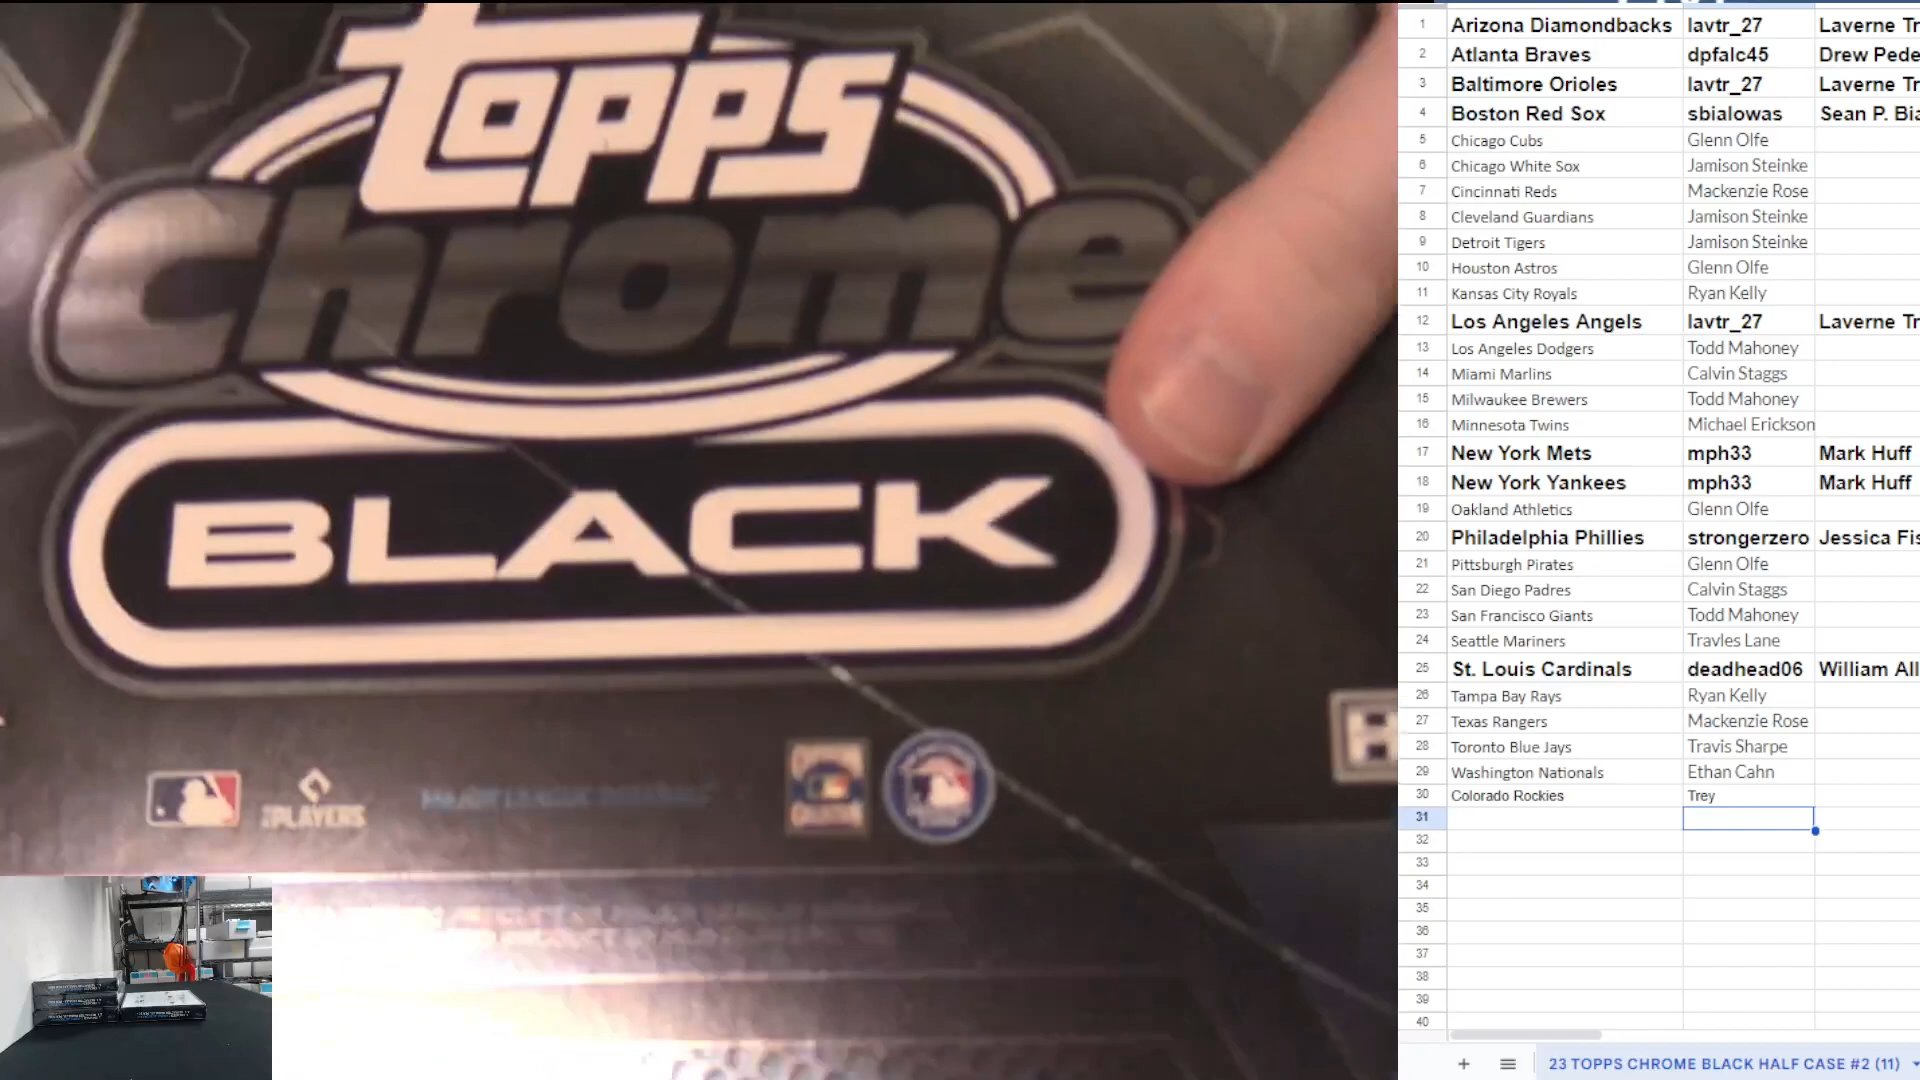 topps
chrome
BLACK
PLAYERS
MAJOR LEAGUE BASEBALL
1 Arizona Diamondbacks lavtr_27 Laverne Tr
2 Atlanta Braves dpfalc45 Drew Pede
3 Baltimore Orioles lavtr_27 Laverne Tr
4 Boston Red Sox sbialowas Sean P. Bia
5 Chicago Cubs Glenn Olfe
6 Chicago White Sox Jamison Steinke
7 Cincinnati Reds Mackenzie Rose
8 Cleveland Guardians Jamison Steinke
9 Detroit Tigers Jamison Steinke
10 Houston Astros Glenn Olfe
11 Kansas City Royals Ryan Kelly
12 Los Angeles Angels lavtr_27 Laverne Tr
13 Los Angeles Dodgers Todd Mahoney
14 Miami Marlins Calvin Staggs
15 Milwaukee Brewers Todd Mahoney
16 Minnesota Twins Michael Erickson
17 New York Mets mph33 Mark Huff
18 New York Yankees mph33 Mark Huff
19 Oakland Athletics Glenn Olfe
20 Philadelphia Phillies strongerzero Jessica Fis
21 Pittsburgh Pirates Glenn Olfe
22 San Diego Padres Calvin Staggs
23 San Francisco Giants Todd Mahoney
24 Seattle Mariners Travles Lane
25 St. Louis Cardinals deadhead06 William All
26 Tampa Bay Rays Ryan Kelly
27 Texas Rangers Mackenzie Rose
28 Toronto Blue Jays Travis Sharpe
29 Washington Nationals Ethan Cahn
30 Colorado Rockies Trey
31
32
33
34
35
36
37
38
39
40
23 TOPPS CHROME BLACK HALF CASE #2 (11)